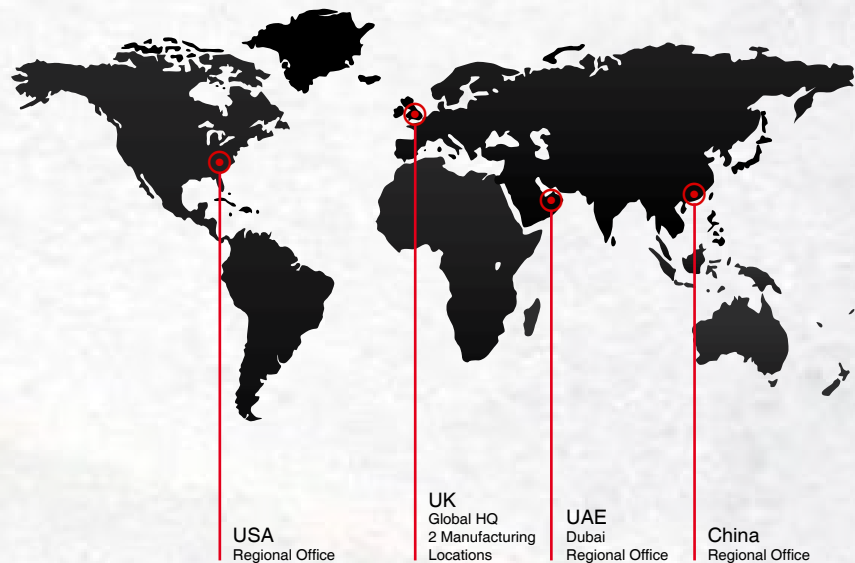 USA
Regional Office
UK
Global HQ
2 Manufacturing
Locations
UAE
Dubai
Regional Office
China
Regional Office